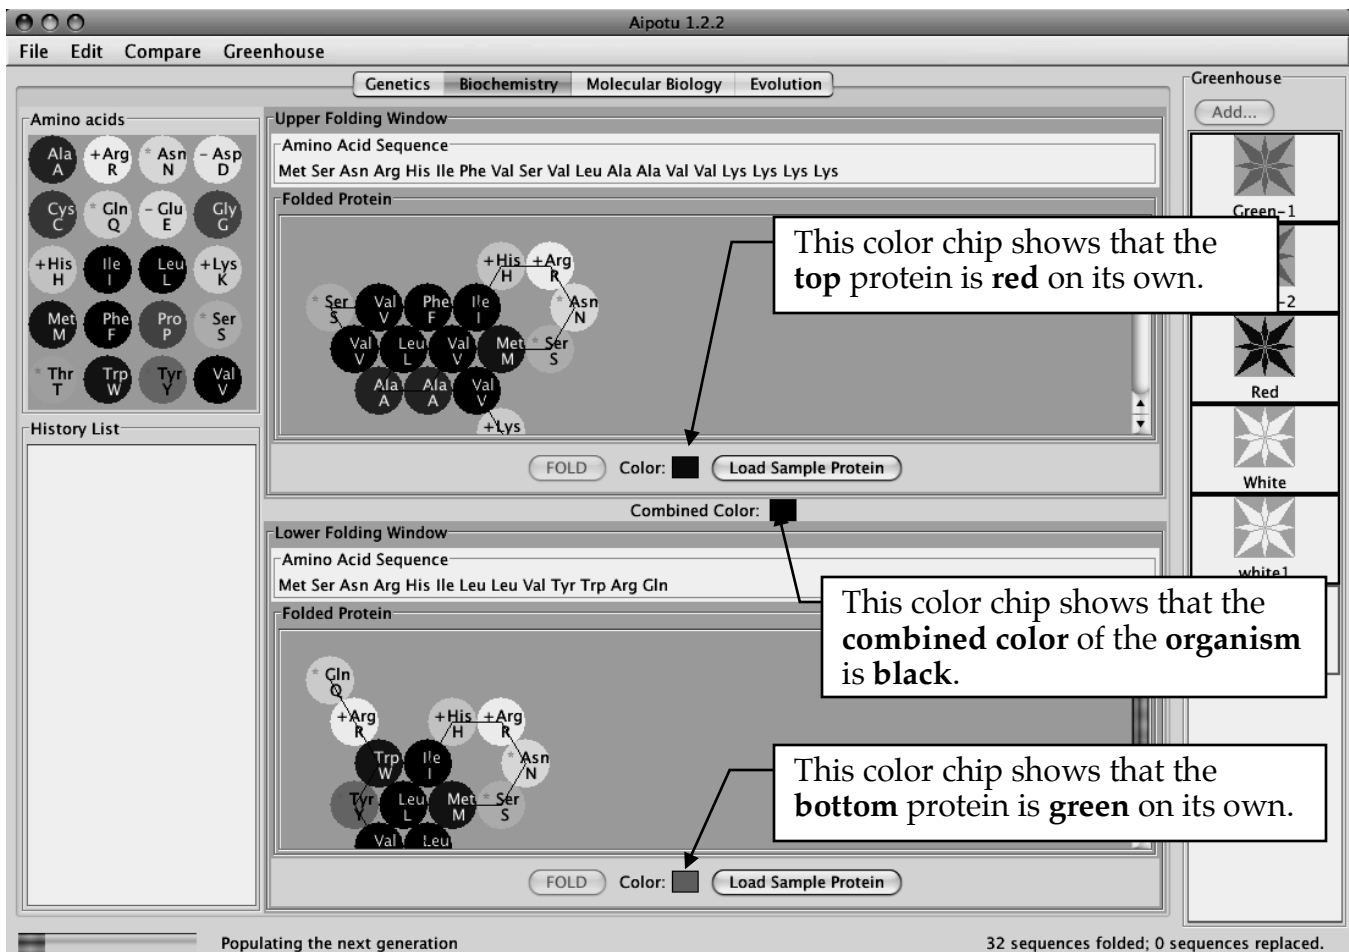 Aipotu 1.2.2
File Edit Compare Greenhouse
Genetics Biochemistry Molecular Biology Evolution
Amino acids
Ala A
+Arg R
* Asn N
- Asp D
Cys C
* Gln Q
- Glu E
Gly G
+His H
Ile I
Leu L
+Lys K
Met M
Phe F
Pro P
* Ser S
* Thr T
Trp W
* Tyr Y
Val V
History List
Upper Folding Window
Amino Acid Sequence
Met Ser Asn Arg His Ile Phe Val Ser Val Leu Ala Ala Val Val Lys Lys Lys Lys
Folded Protein
+His H
+Arg R
* Ser S
Val V
Phe F
Ile I
* Asn N
Val V
Leu L
Val V
Met M
* Ser S
Ala A
Ala A
Val V
+Lys
This color chip shows that the
top protein is red on its own.
FOLD Color: Load Sample Protein
Combined Color:
Lower Folding Window
Amino Acid Sequence
Met Ser Asn Arg His Ile Leu Leu Val Tyr Trp Arg Gln
Folded Protein
* Gln Q
+Arg R
+His H
+Arg R
Trp W
Ile I
* Asn N
Tyr Y
Leu L
Met M
* Ser S
Val Leu
This color chip shows that the
combined color of the organism
is black.
This color chip shows that the
bottom protein is green on its own.
FOLD Color: Load Sample Protein
Greenhouse
Add...
Green-1
-2
Red
White
white1
Populating the next generation
32 sequences folded; 0 sequences replaced.